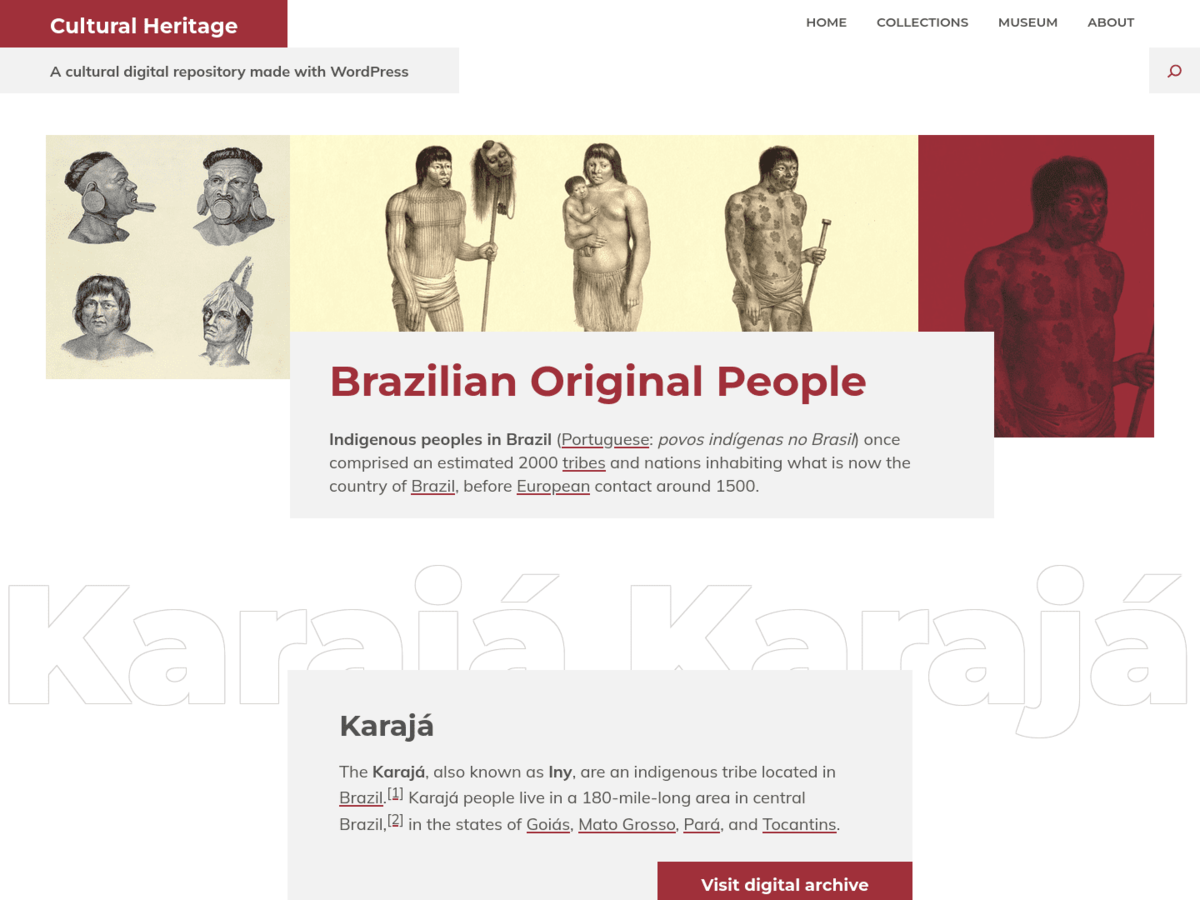 Cultural Heritage
HOME COLLECTIONS MUSEUM ABOUT
A cultural digital repository made with WordPress
Brazilian Original People
Indigenous peoples in Brazil (Portuguese: povos indígenas no Brasil) once
comprised an estimated 2000 tribes and nations inhabiting what is now the
country of Brazil, before European contact around 1500.
Karajá Karajá
Karajá
The Karajá, also known as Iny, are an indigenous tribe located in
Brazil.[1] Karajá people live in a 180-mile-long area in central
Brazil,[2] in the states of Goiás, Mato Grosso, Pará, and Tocantins.
Visit digital archive